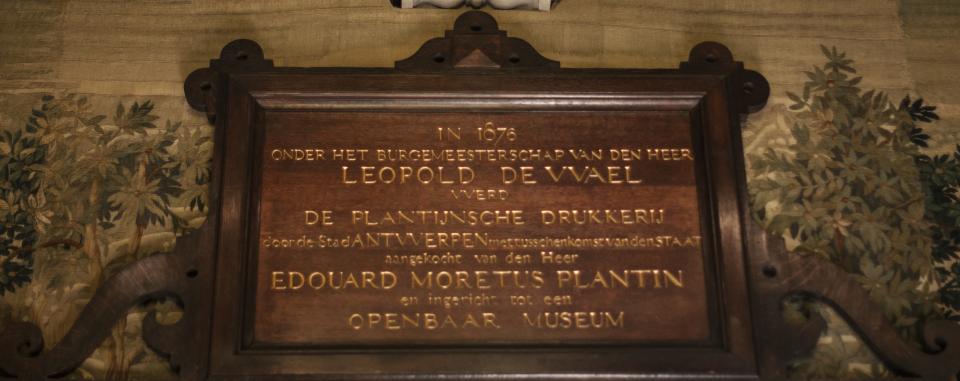 IN 1876
ONDER HET BURGEMEESTERSCHAP VAN DEN HEER
LEOPOLD DE VVAEL
VVERD
DE PLANTIJNSCHE DRUKKERIJ
door de Stad ANTVVERPEN met tusschenkomst van den STAAT
aangekocht van den Heer
EDOUARD MORETUS PLANTIN
en ingericht tot een
OPENBAAR MUSEUM